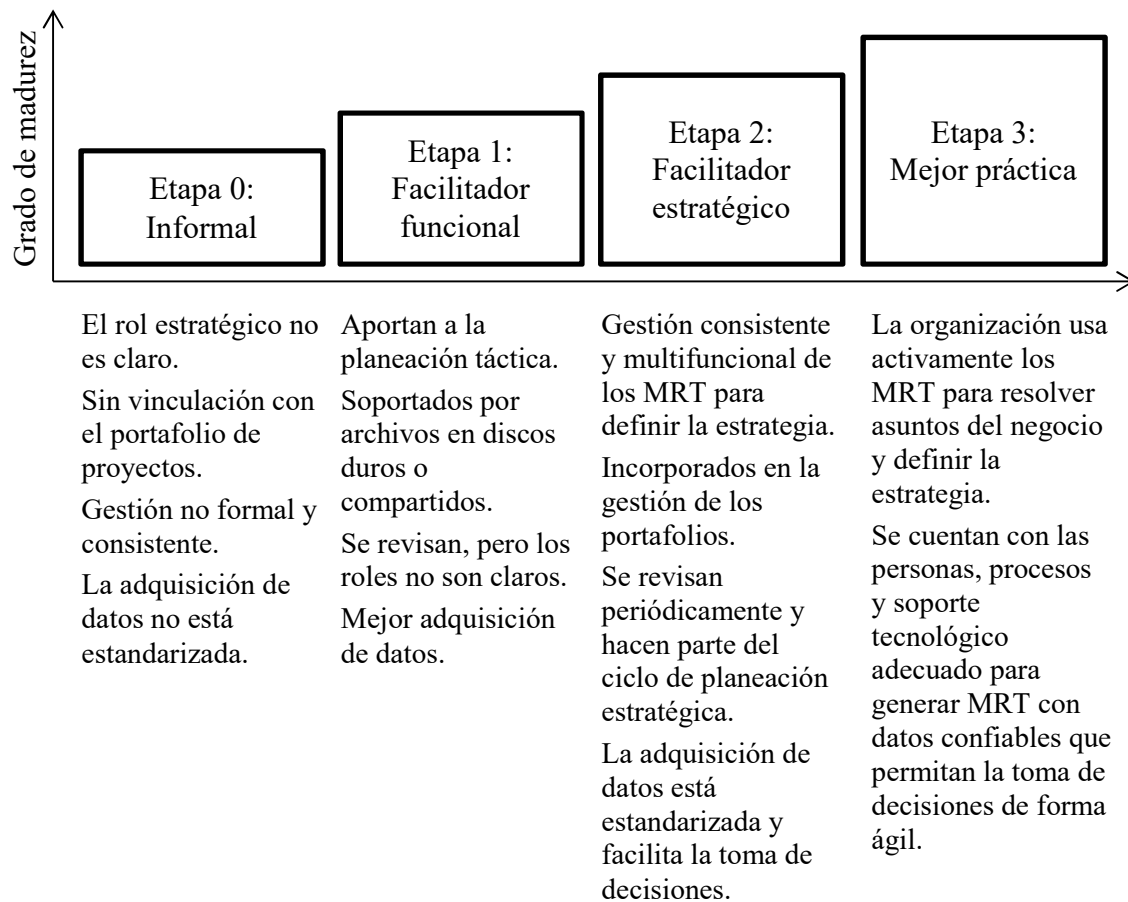 Grado de madurez
Etapa 0:
Informal
Etapa 1:
Facilitador
funcional
Etapa 2:
Facilitador
estratégico
Etapa 3:
Mejor práctica
El rol estratégico no
es claro.
Sin vinculación con
el portafolio de
proyectos.
Gestión no formal y
consistente.
La adquisición de
datos no está
estandarizada.
Aportan a la
planeación táctica.
Soportados por
archivos en discos
duros o
compartidos.
Se revisan, pero los
roles no son claros.
Mejor adquisición
de datos.
Gestión consistente
y multifuncional de
los MRT para
definir la estrategia.
Incorporados en la
gestión de los
portafolios.
Se revisan
periódicamente y
hacen parte del
ciclo de planeación
estratégica.
La adquisición de
datos está
estandarizada y
facilita la toma de
decisiones.
La organización usa
activamente los
MRT para resolver
asuntos del negocio
y definir la
estrategia.
Se cuentan con las
personas, procesos
y soporte
tecnológico
adecuado para
generar MRT con
datos confiables que
permitan la toma de
decisiones de forma
ágil.